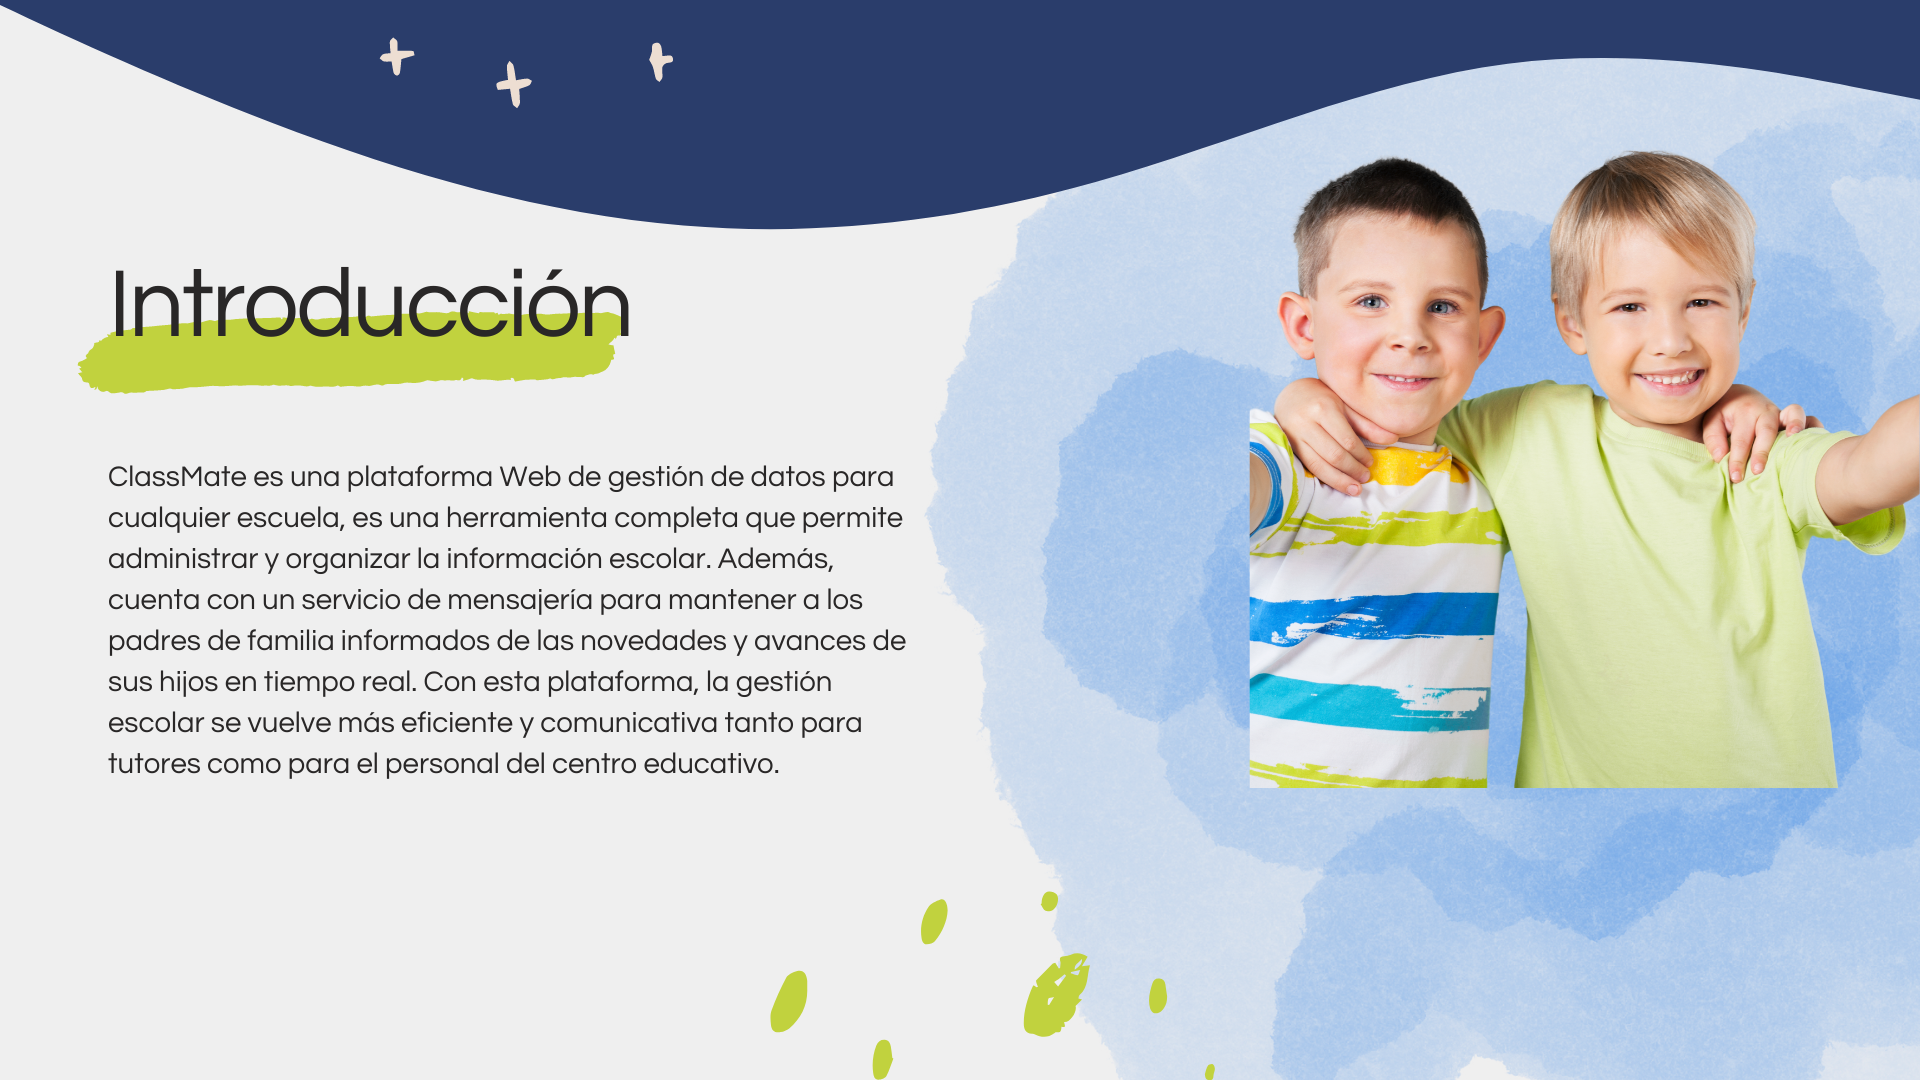 Introducción
ClassMate es una plataforma Web de gestión de datos para
cualquier escuela, es una herramienta completa que permite
administrar y organizar la información escolar. Además,
cuenta con un servicio de mensajería para mantener a los
padres de familia informados de las novedades y avances de
sus hijos en tiempo real. Con esta plataforma, la gestión
escolar se vuelve más eficiente y comunicativa tanto para
tutores como para el personal del centro educativo.